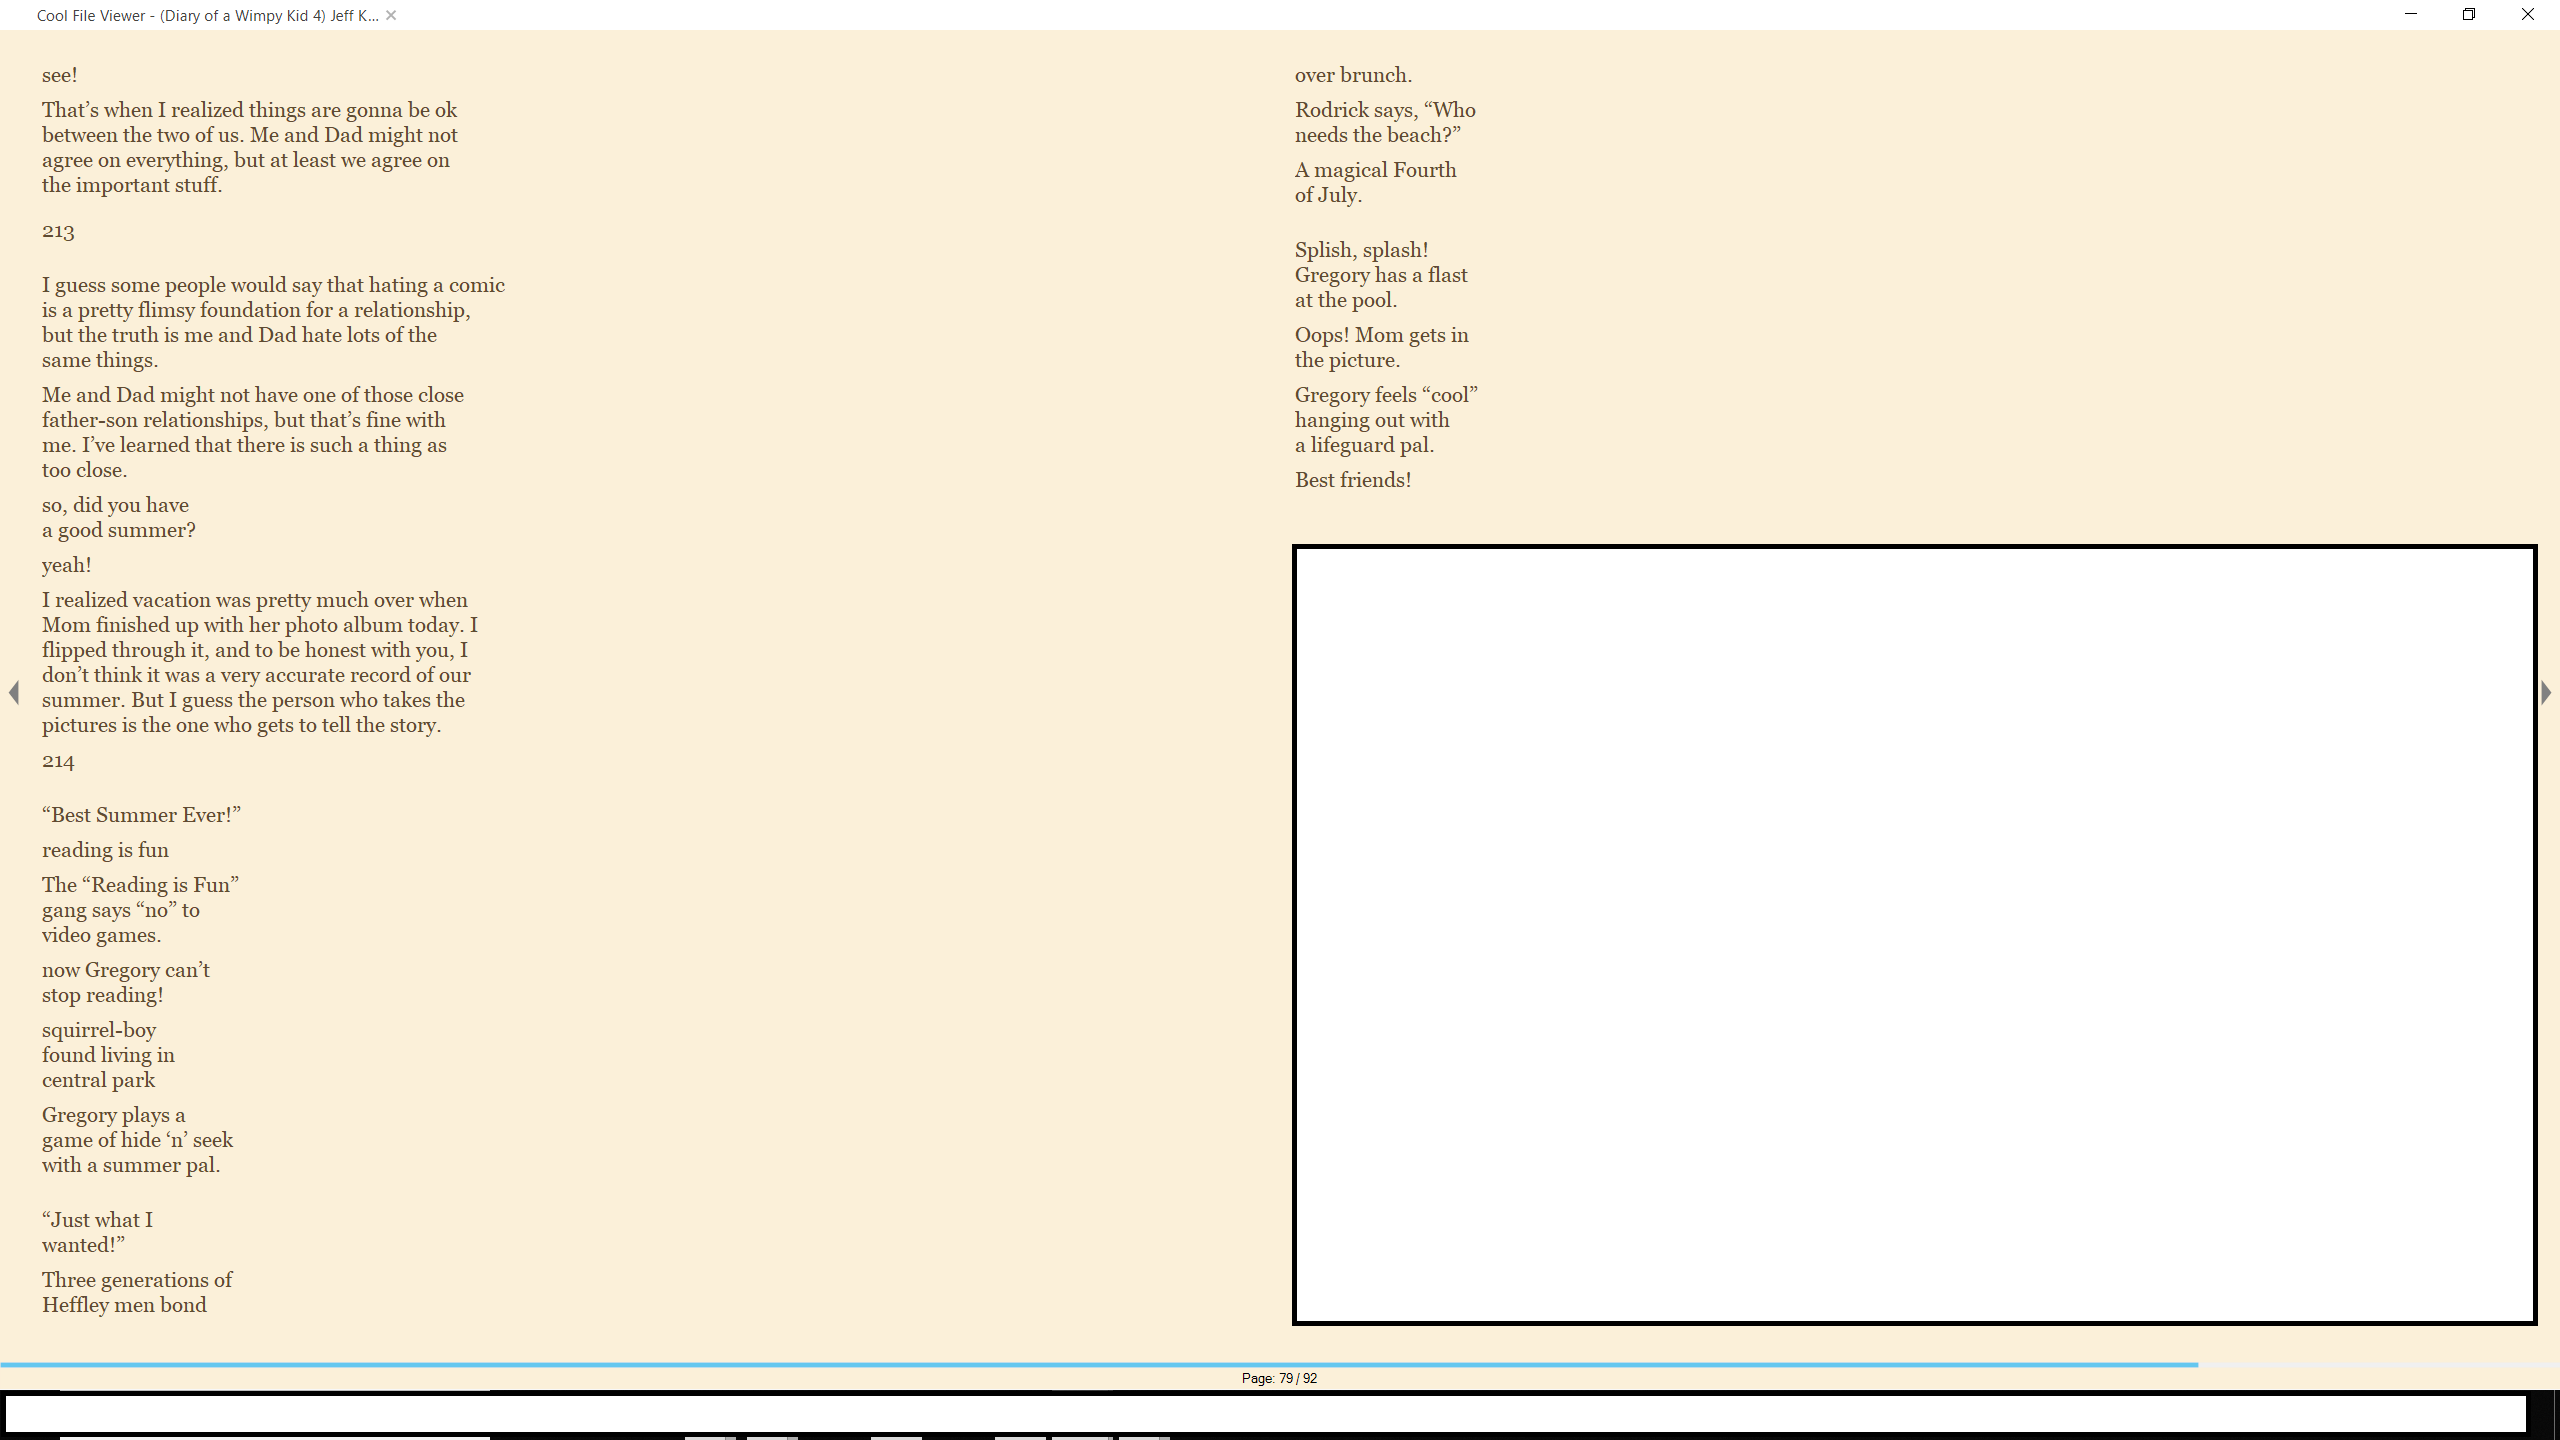 Cool File Viewer - (Diary of a Wimpy Kid 4) Jeff K...
see!
That’s when I realized things are gonna be ok
between the two of us. Me and Dad might not
agree on everything, but at least we agree on
the important stuff.
213
I guess some people would say that hating a comic
is a pretty flimsy foundation for a relationship,
but the truth is me and Dad hate lots of the
same things.
Me and Dad might not have one of those close
father-son relationships, but that’s fine with
me. I’ve learned that there is such a thing as
too close.
so, did you have
a good summer?
yeah!
I realized vacation was pretty much over when
Mom finished up with her photo album today. I
flipped through it, and to be honest with you, I
don’t think it was a very accurate record of our
summer. But I guess the person who takes the
pictures is the one who gets to tell the story.
214
“Best Summer Ever!”
reading is fun
The “Reading is Fun”
gang says “no” to
video games.
now Gregory can’t
stop reading!
squirrel-boy
found living in
central park
Gregory plays a
game of hide ‘n’ seek
with a summer pal.
“Just what I
wanted!”
Three generations of
Heffley men bond
over brunch.
Rodrick says, “Who
needs the beach?”
A magical Fourth
of July.
Splish, splash!
Gregory has a flast
at the pool.
Oops! Mom gets in
the picture.
Gregory feels “cool”
hanging out with
a lifeguard pal.
Best friends!
Page: 79 / 92